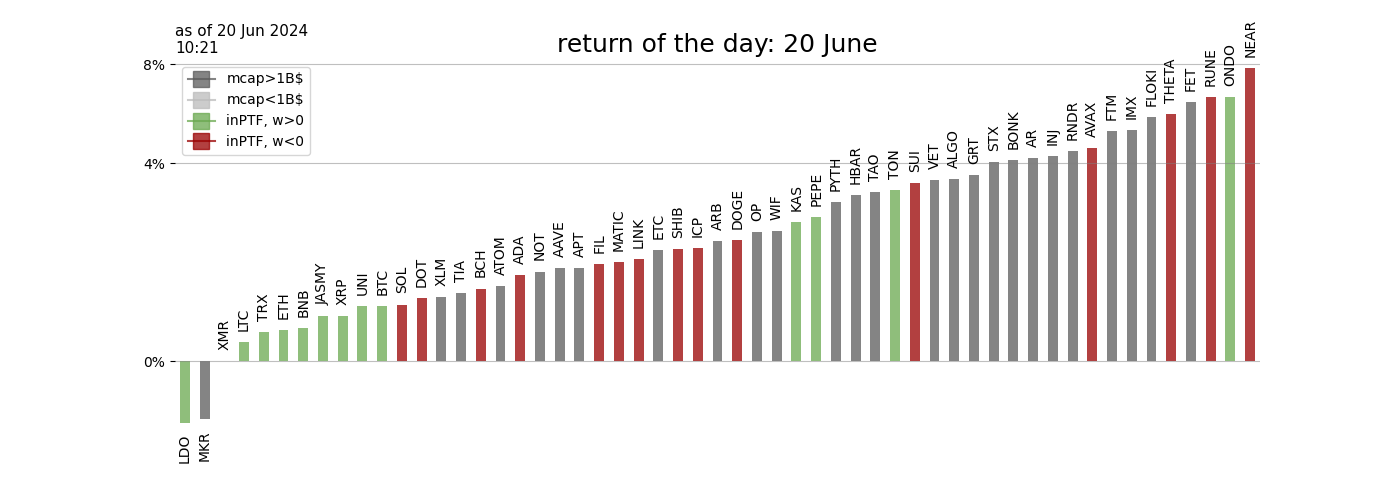 as of 20 Jun 2024
10:21
return of the day: 20 June
8%
4%
0%
mcap>1B$
mcap<1B$
inPTF, w>0
inPTF, w<0
LDO
MKR
XMR
LTC
TRX
ETH
BNB
JASMY
XRP
UNI
BTC
SOL
DOT
XLM
TIA
BCH
ATOM
ADA
NOT
AAVE
APT
FIL
MATIC
LINK
ETC
SHIB
ICP
ARB
DOGE
OP
WIF
KAS
PEPE
PYTH
HBAR
TAO
TON
SUI
VET
ALGO
GRT
STX
BONK
AR
INJ
RNDR
AVAX
FTM
IMX
FLOKI
THETA
FET
RUNE
ONDO
NEAR